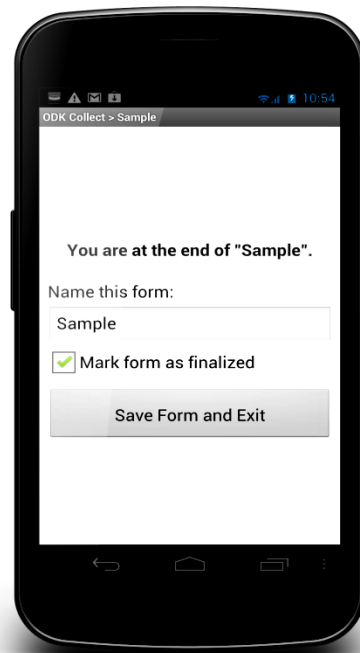 10:54
ODK Collect > Sample
You are at the end of "Sample".
Name this form:
Sample
Mark form as finalized
Save Form and Exit